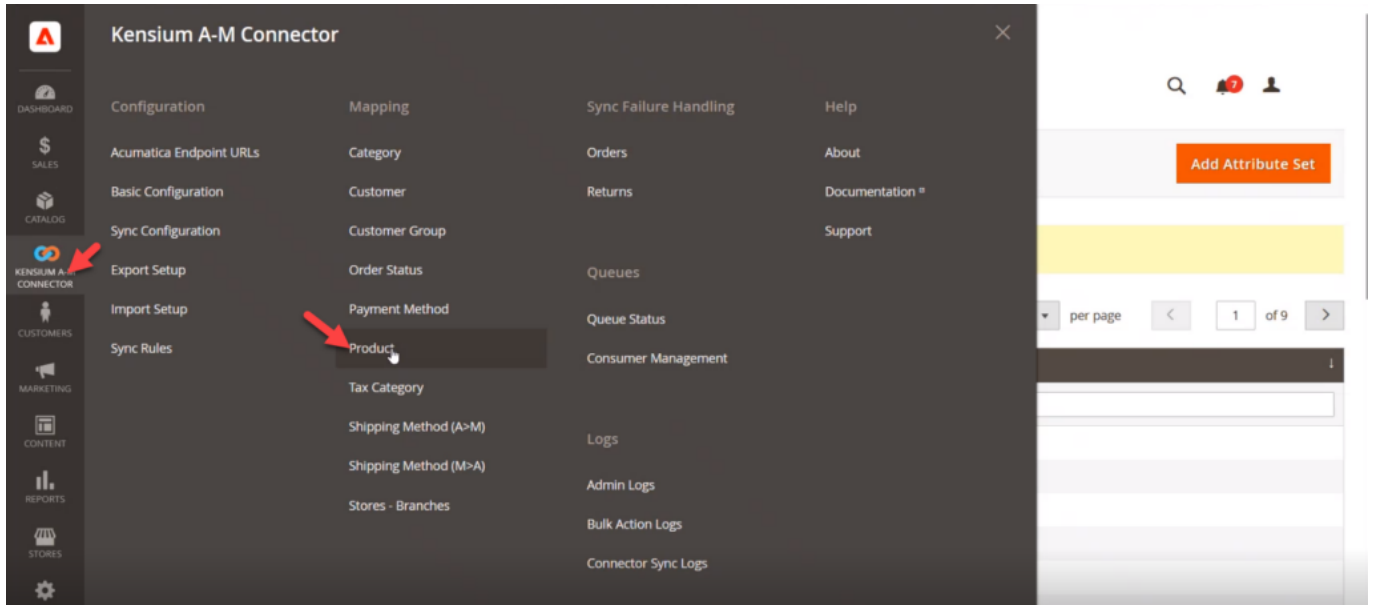 Kensium A-M Connector
DASHBOARD
SALES
CATALOG
KENSIUM A-M
CONNECTOR
CUSTOMERS
MARKETING
CONTENT
REPORTS
STORES
Configuration
Acumatica Endpoint URLs
Basic Configuration
Sync Configuration
Export Setup
Import Setup
Sync Rules
Mapping
Category
Customer
Customer Group
Order Status
Payment Method
Product
Tax Category
Shipping Method (A>M)
Shipping Method (M>A)
Stores - Branches
Sync Failure Handling
Orders
Returns
Queues
Queue Status
Consumer Management
Logs
Admin Logs
Bulk Action Logs
Connector Sync Logs
Help
About
Documentation
Support
7
Add Attribute Set
per page
1
of 9